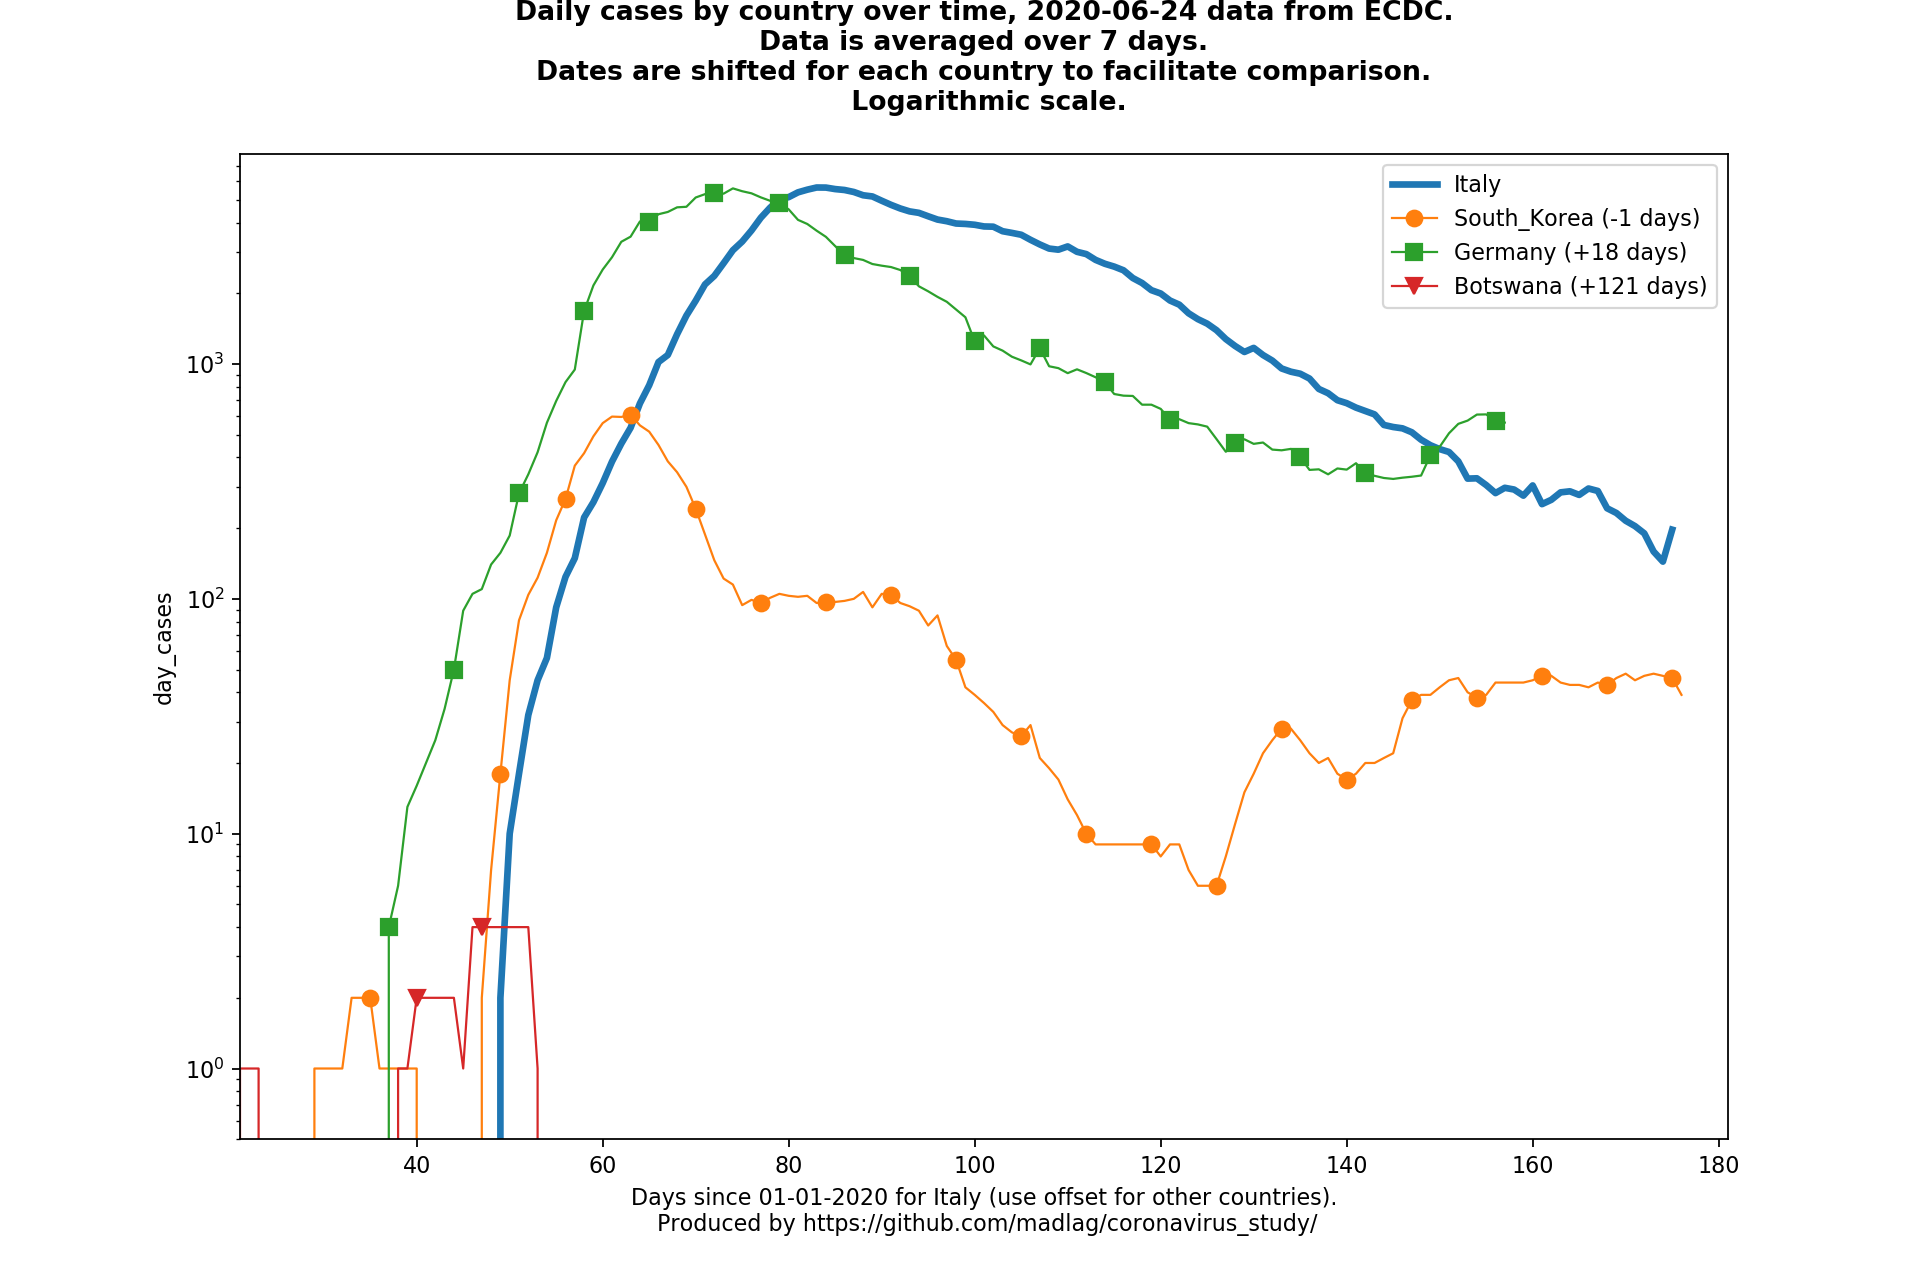 Daily cases by country over time, 2020-06-24 data from ECDC.
Data is averaged over 7 days.
Dates are shifted for each country to facilitate comparison.
Logarithmic scale.
Italy
South_Korea (-1 days)
Germany (+18 days)
Botswana (+121 days)
10³
10²
10¹
10⁰
day_cases
40 60 80 100 120 140 160 180
Days since 01-01-2020 for Italy (use offset for other countries).
Produced by https://github.com/madlag/coronavirus_study/